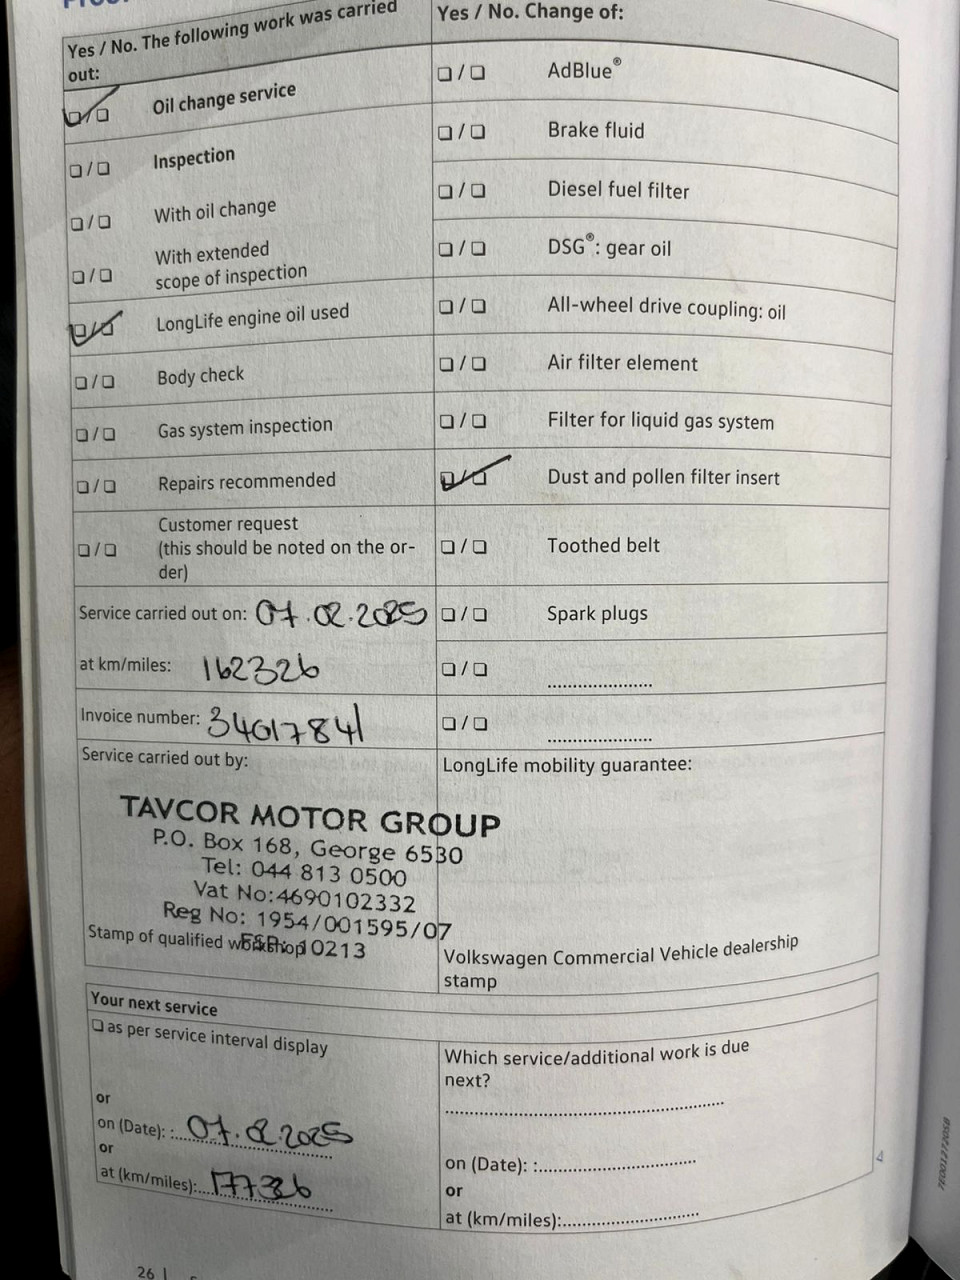 Yes / No. The following work was carried
out:
Oil change service
Inspection
With oil change
With extended
scope of inspection
LongLife engine oil used
Body check
Gas system inspection
Repairs recommended
Customer request
(this should be noted on the or-
der)
Service carried out on: 07.02.2025
at km/miles: 162326
Invoice number: 34017841
Service carried out by:
TAVCOR MOTOR GROUP
P.O. Box 168, George 6530
Tel: 044 813 0500
Vat No:4690102332
Reg No: 1954/001595/07
Stamp of qualified workshop
10213
Yes / No. Change of:
AdBlue®
Brake fluid
Diesel fuel filter
DSG®: gear oil
All-wheel drive coupling: oil
Air filter element
Filter for liquid gas system
Dust and pollen filter insert
Toothed belt
Spark plugs
LongLife mobility guarantee:
Volkswagen Commercial Vehicle dealership
stamp
Your next service
as per service interval display
or
on (Date): : 07.02.2025
or
at (km/miles): 177326
Which service/additional work is due
next?
on (Date): :
or
at (km/miles):
26